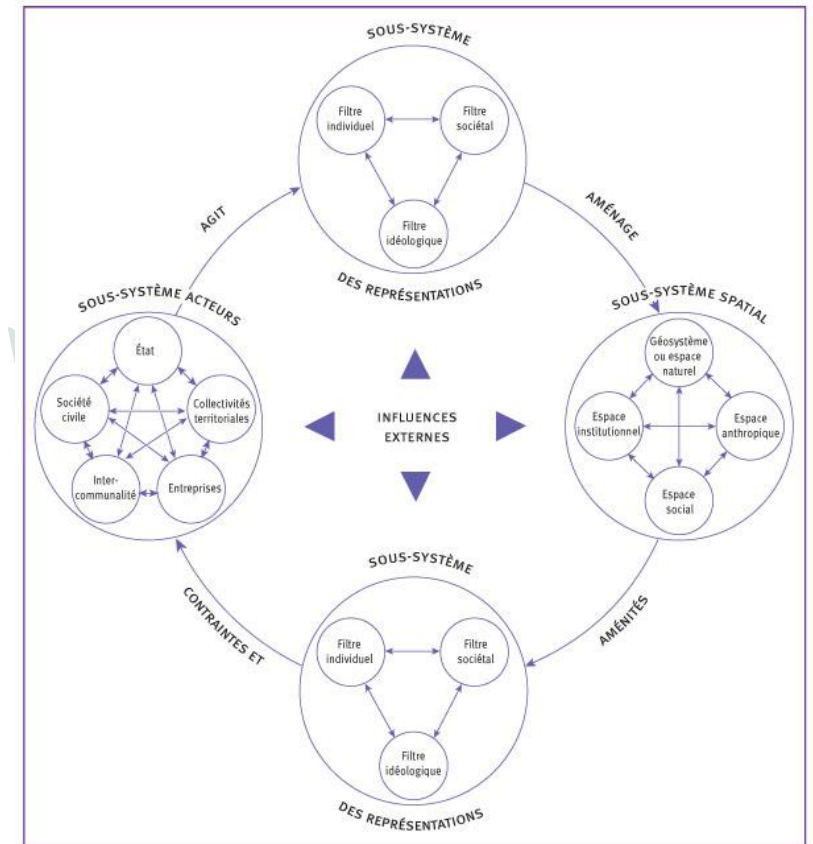 SOUS-SYSTÈME
Filtre
individuel
Filtre
sociétal
Filtre
idéologique
DES REPRÉSENTATIONS
AGIT
AMÉNAGE
SOUS-SYSTÈME ACTEURS
État
Société
civile
Collectivités
territoriales
Inter-
communalité
Entreprises
INFLUENCES
EXTERNES
SOUS-SYSTÈME SPATIAL
Géosystème
ou espace
naturel
Espace
institutionnel
Espace
anthropique
Espace
social
CONTRAINTES ET
AMÉNITÉS
SOUS-SYSTÈME
Filtre
individuel
Filtre
sociétal
Filtre
idéologique
DES REPRÉSENTATIONS